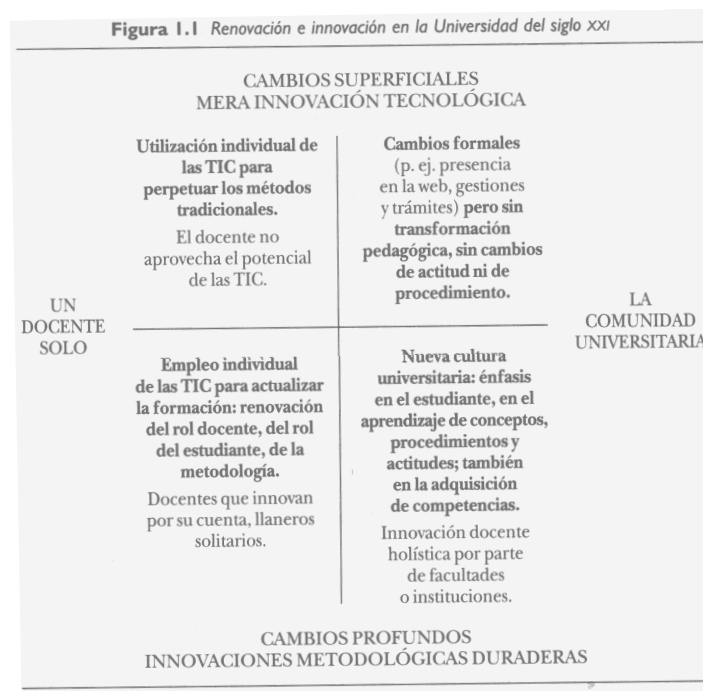 Figura 1.1 Renovación e innovación en la Universidad del siglo XXI
CAMBIOS SUPERFICIALES
MERA INNOVACIÓN TECNOLÓGICA
Utilización individual de
las TIC para
perpetuar los métodos
tradicionales.
El docente no
aprovecha el potencial
de las TIC.
Cambios formales
(p. ej. presencia
en la web, gestiones
y trámites) pero sin
transformación
pedagógica, sin cambios
de actitud ni de
procedimiento.
UN
DOCENTE
SOLO
LA
COMUNIDAD
UNIVERSITARIA
Empleo individual
de las TIC para actualizar
la formación: renovación
del rol docente, del rol
del estudiante, de la
metodología.
Docentes que innovan
por su cuenta, llaneros
solitarios.
Nueva cultura
universitaria: énfasis
en el estudiante, en el
aprendizaje de conceptos,
procedimientos y
actitudes; también
en la adquisición
de competencias.
Innovación docente
holística por parte
de facultades
o instituciones.
CAMBIOS PROFUNDOS
INNOVACIONES METODOLÓGICAS DURADERAS